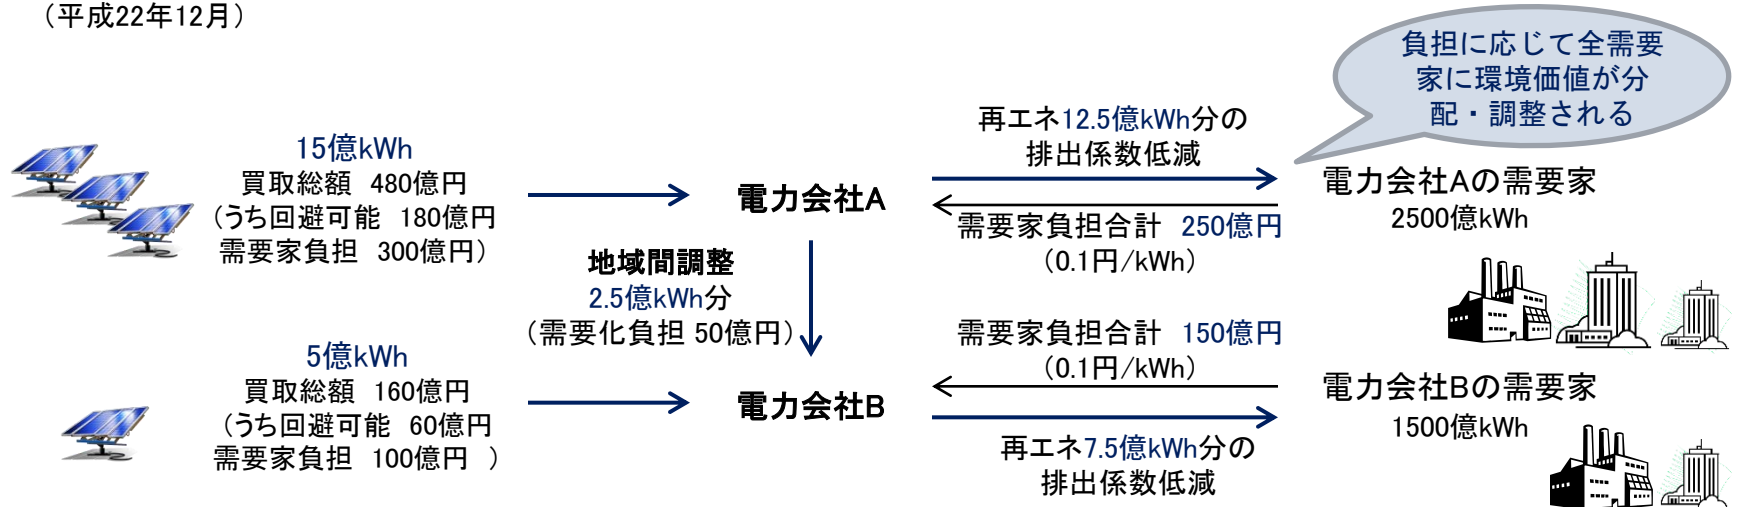 （平成22年12月）
負担に応じて全需要
家に環境価値が分
配・調整される
15億kWh
買取総額　480億円
（うち回避可能　180億円
需要家負担　300億円）
電力会社A
再エネ12.5億kWh分の
排出係数低減
需要家負担合計　250億円
（0.1円/kWh）
電力会社Aの需要家
2500億kWh
地域間調整
2.5億kWh分
（需要化負担 50億円）
5億kWh
買取総額　160億円
（うち回避可能　60億円
需要家負担　100億円　）
電力会社B
需要家負担合計　150億円
（0.1円/kWh）
再エネ7.5億kWh分の
排出係数低減
電力会社Bの需要家
1500億kWh